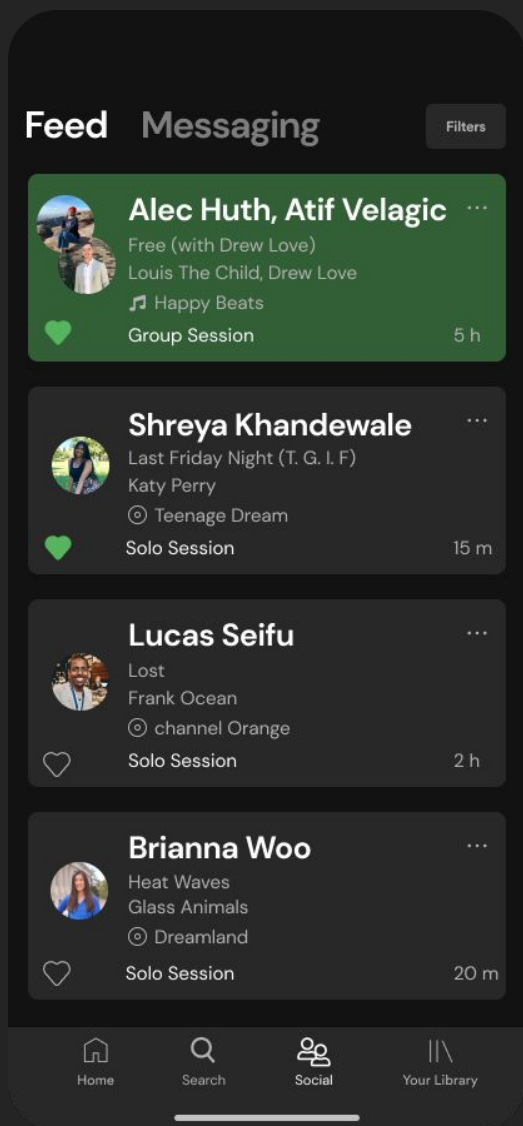 Feed Messaging Filters
Alec Huth, Atif Velagic ...
Free (with Drew Love)
Louis The Child, Drew Love
Happy Beats
Group Session 5 h
Shreya Khandewale ...
Last Friday Night (T. G. I. F)
Katy Perry
Teenage Dream
Solo Session 15 m
Lucas Seifu ...
Lost
Frank Ocean
channel Orange
Solo Session 2 h
Brianna Woo ...
Heat Waves
Glass Animals
Dreamland
Solo Session 20 m
Home Search Social Your Library